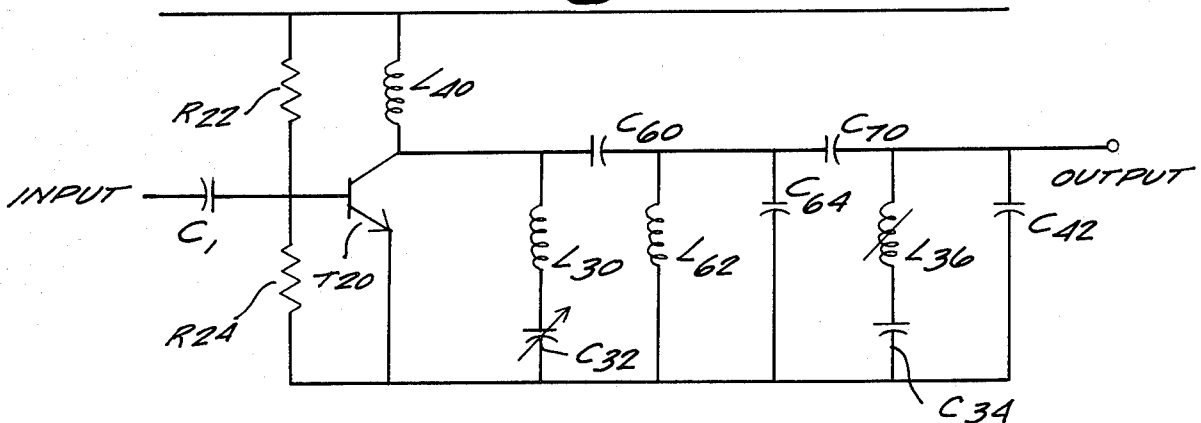 R22
L40
C60
C70
INPUT
C1
T20
R24
L30
C32
L62
C64
L36
C34
C42
OUTPUT